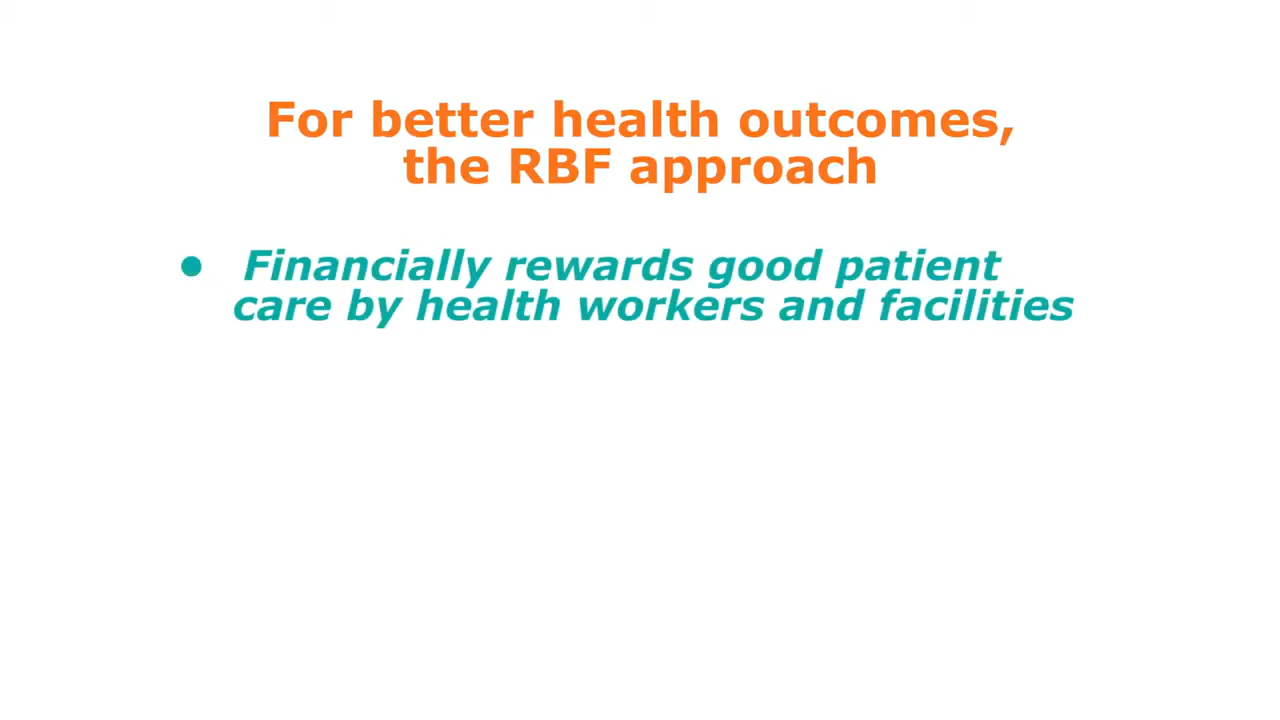 For better health outcomes,
the RBF approach
● Financially rewards good patient
care by health workers and facilities